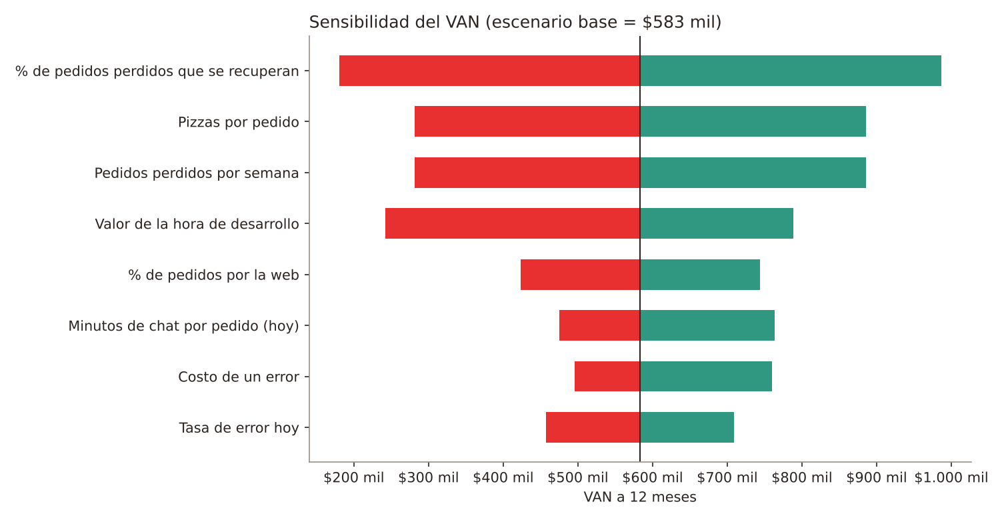 Sensibilidad del VAN (escenario base = $583 mil)
% de pedidos perdidos que se recuperan
Pizzas por pedido
Pedidos perdidos por semana
Valor de la hora de desarrollo
% de pedidos por la web
Minutos de chat por pedido (hoy)
Costo de un error
Tasa de error hoy
$200 mil $300 mil $400 mil $500 mil $600 mil $700 mil $800 mil $900 mil $1.000 mil
VAN a 12 meses